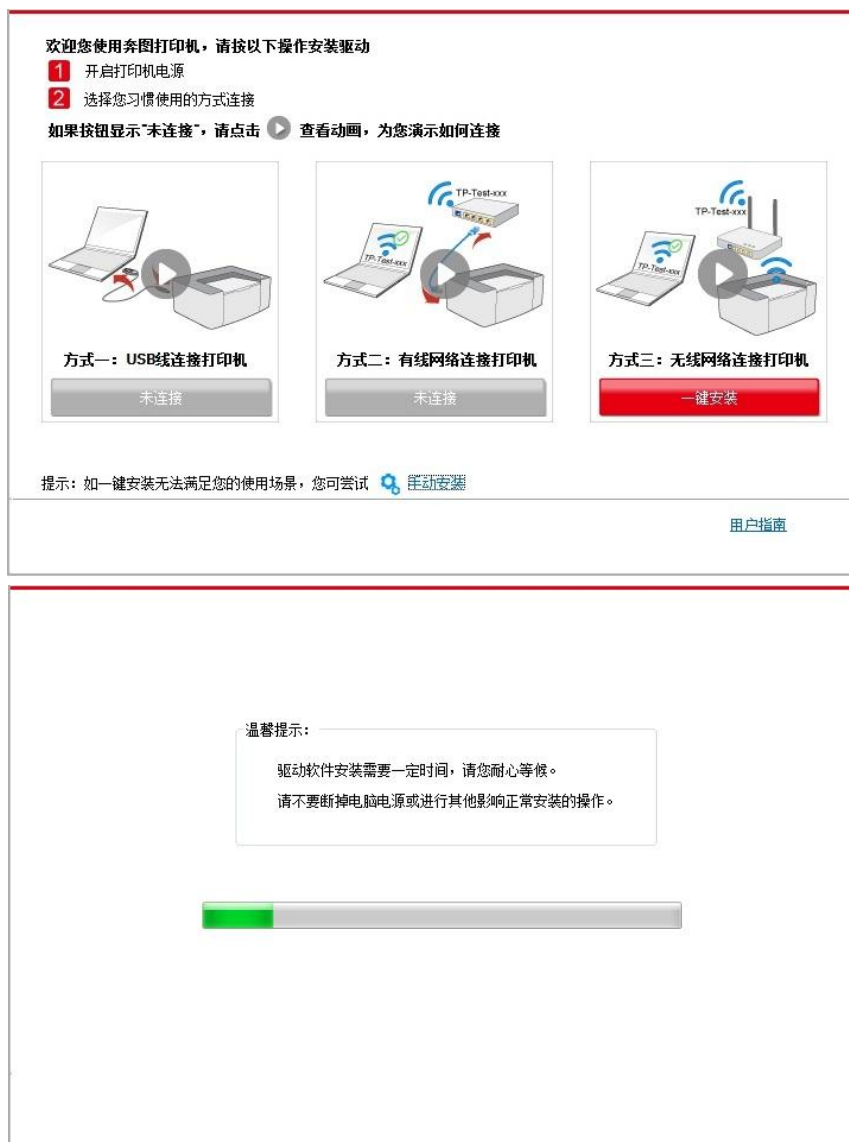 欢迎您使用奔图打印机，请按以下操作安装驱动
1 开启打印机电源
2 选择您习惯使用的方式连接
如果按钮显示"未连接"，请点击 查看动画，为您演示如何连接
TP-Test-xxx
TP-Test-xxx
TP-Test-xxx
TP-Test-xxx
方式一：USB线连接打印机
方式二：有线网络连接打印机
方式三：无线网络连接打印机
未连接
未连接
一键安装
提示：如一键安装无法满足您的使用场景，您可尝试 手动安装
用户指南
温馨提示：
驱动软件安装需要一定时间，请您耐心等候。
请不要断掉电脑电源或进行其他影响正常安装的操作。